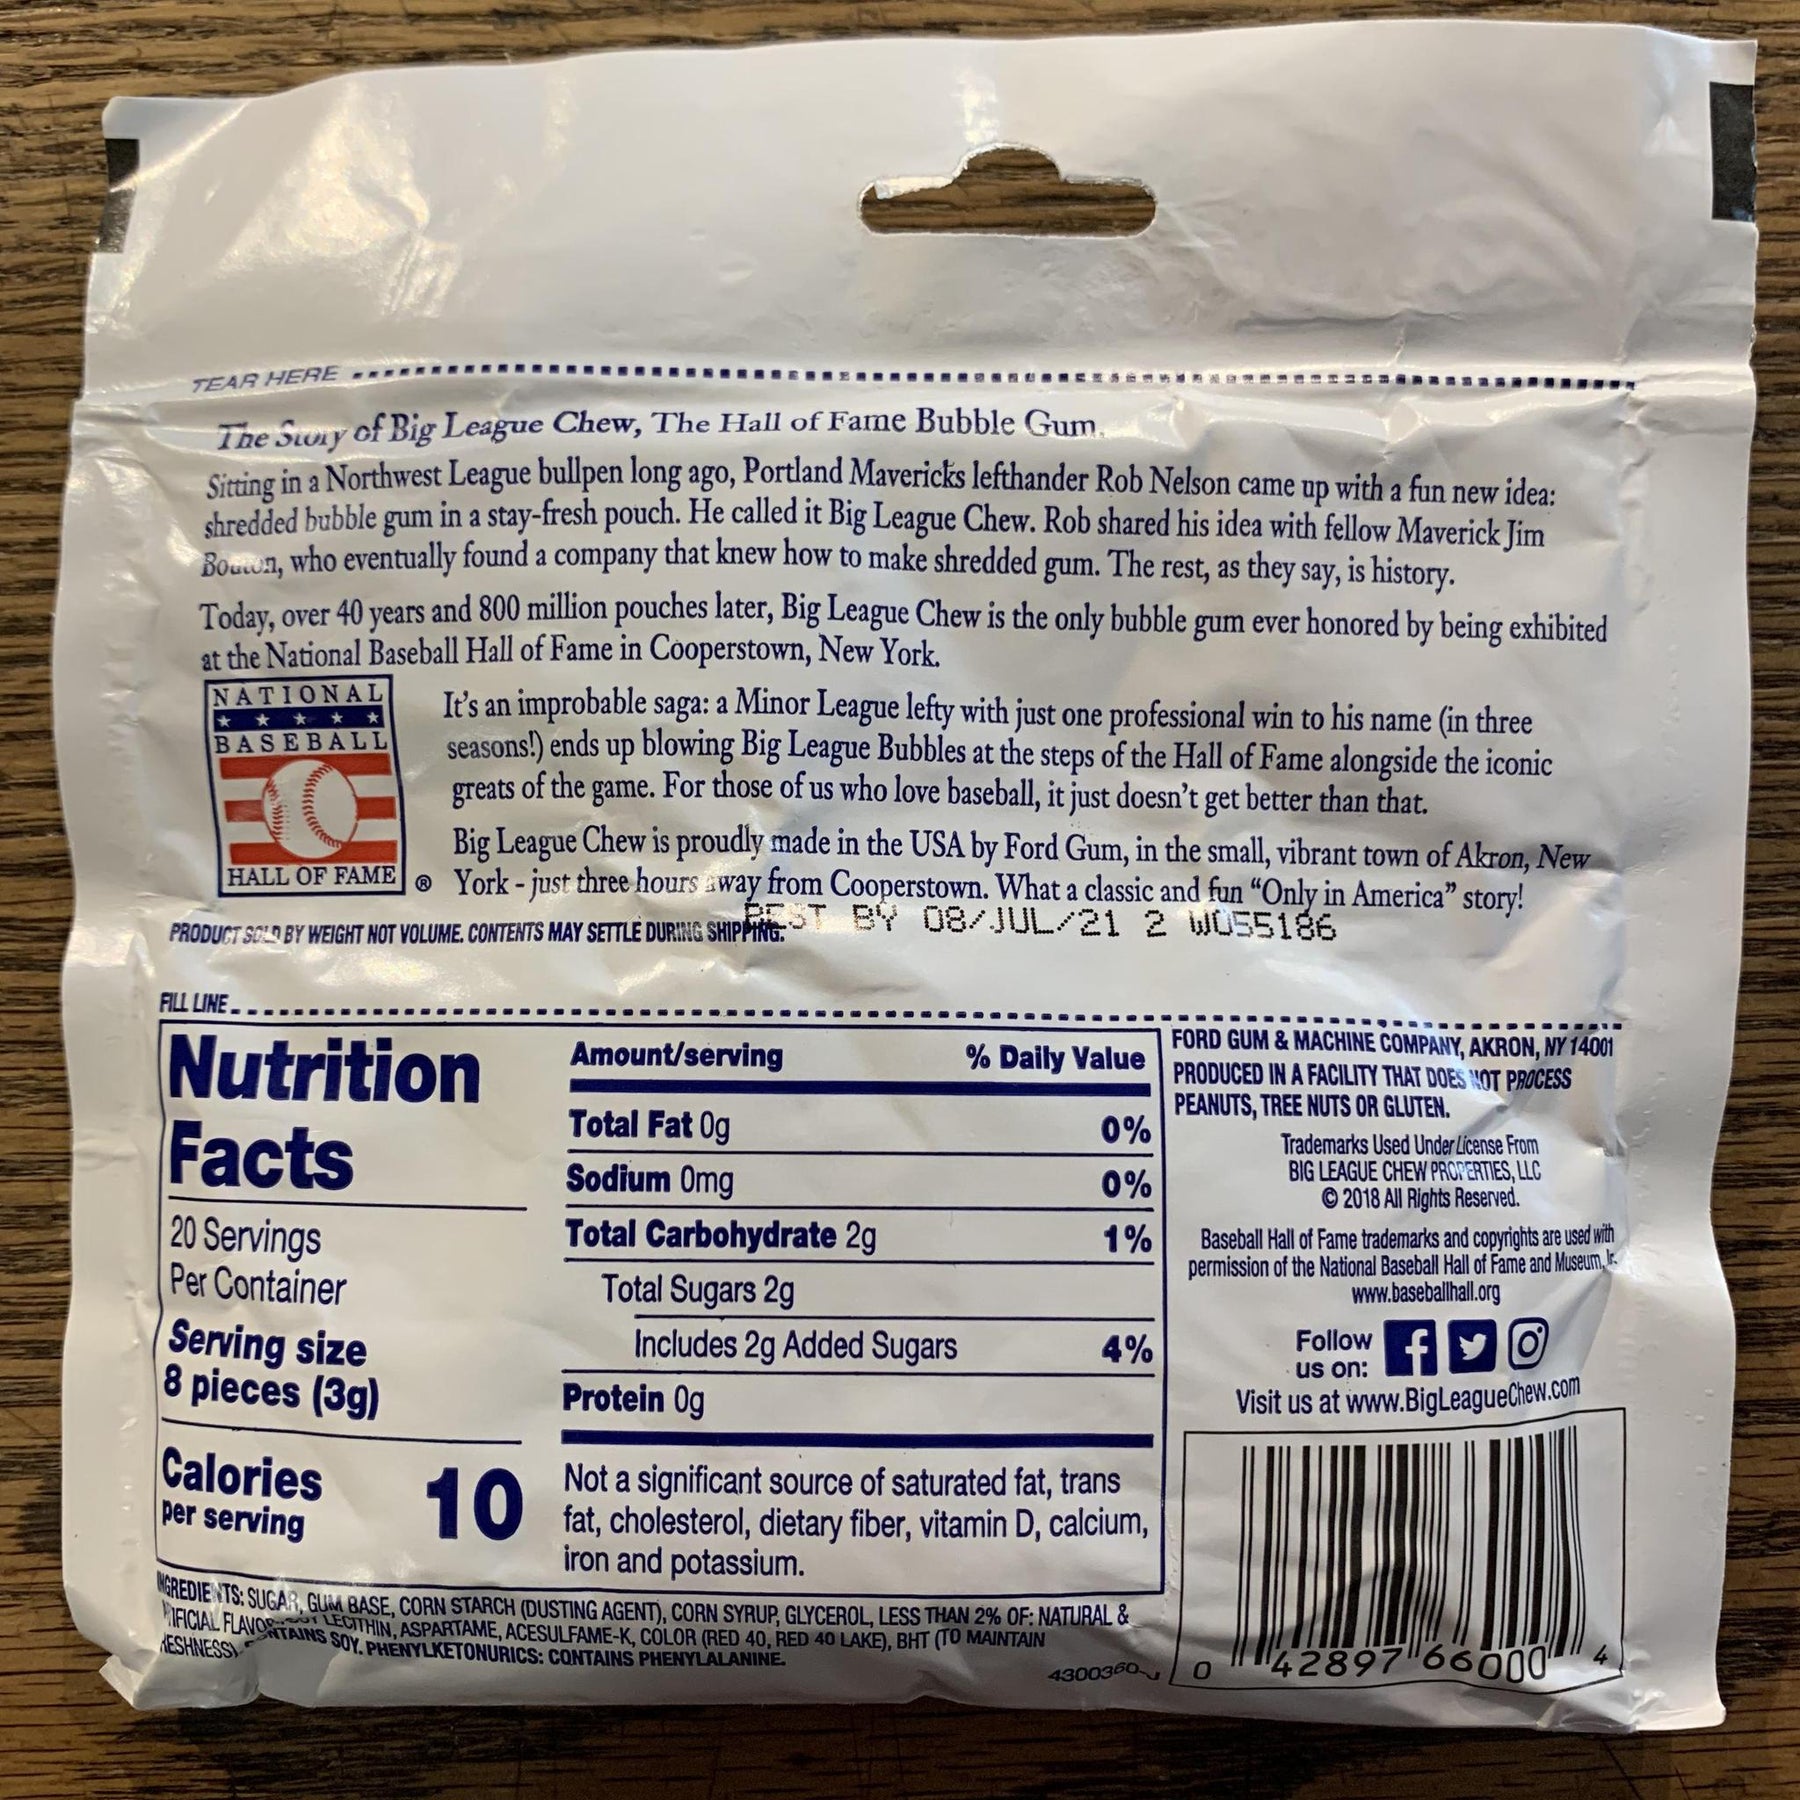 TEAR HERE
The Story of Big League Chew, The Hall of Fame Bubble Gum.
Sitting in a Northwest League bullpen long ago, Portland Mavericks lefthander Rob Nelson came up with a fun new idea:
shredded bubble gum in a stay-fresh pouch. He called it Big League Chew. Rob shared his idea with fellow Maverick Jim
Bouton, who eventually found a company that knew how to make shredded gum. The rest, as they say, is history.
Today, over 40 years and 800 million pouches later, Big League Chew is the only bubble gum ever honored by being exhibited
at the National Baseball Hall of Fame in Cooperstown, New York.
NATIONAL
BASEBALL
HALL OF FAME ®
It's an improbable saga: a Minor League lefty with just one professional win to his name (in three
seasons!) ends up blowing Big League Bubbles at the steps of the Hall of Fame alongside the iconic
greats of the game. For those of us who love baseball, it just doesn't get better than that.
Big League Chew is proudly made in the USA by Ford Gum, in the small, vibrant town of Akron, New
York - just three hours away from Cooperstown. What a classic and fun "Only in America" story!
PRODUCT SOLD BY WEIGHT NOT VOLUME. CONTENTS MAY SETTLE DURING SHIPPING.
BEST BY 08/JUL/21 2 WO55186
FILL LINE
Nutrition
Facts
20 Servings
Per Container
Serving size
8 pieces (3g)
Calories
per serving
10
Amount/serving % Daily Value
Total Fat 0g 0%
Sodium 0mg 0%
Total Carbohydrate 2g 1%
Total Sugars 2g
Includes 2g Added Sugars 4%
Protein 0g
Not a significant source of saturated fat, trans
fat, cholesterol, dietary fiber, vitamin D, calcium,
iron and potassium.
INGREDIENTS: SUGAR, GUM BASE, CORN STARCH (DUSTING AGENT), CORN SYRUP, GLYCEROL, LESS THAN 2% OF: NATURAL &
LECITHIN, ASPARTAME, ACESULFAME-K, COLOR (RED 40, RED 40 LAKE), BHT (TO MAINTAIN
SOY. PHENYLKETONURICS: CONTAINS PHENYLALANINE.
FORD GUM & MACHINE COMPANY, AKRON, NY 14001
PRODUCED IN A FACILITY THAT DOES NOT PROCESS
PEANUTS, TREE NUTS OR GLUTEN.
Trademarks Used Under License From
BIG LEAGUE CHEW PROPERTIES, LLC
© 2018 All Rights Reserved.
Baseball Hall of Fame trademarks and copyrights are used with
permission of the National Baseball Hall of Fame and Museum,
www.baseballhall.org
Follow
us on:
Visit us at www.BigLeagueChew.com
0 42897 66000 4